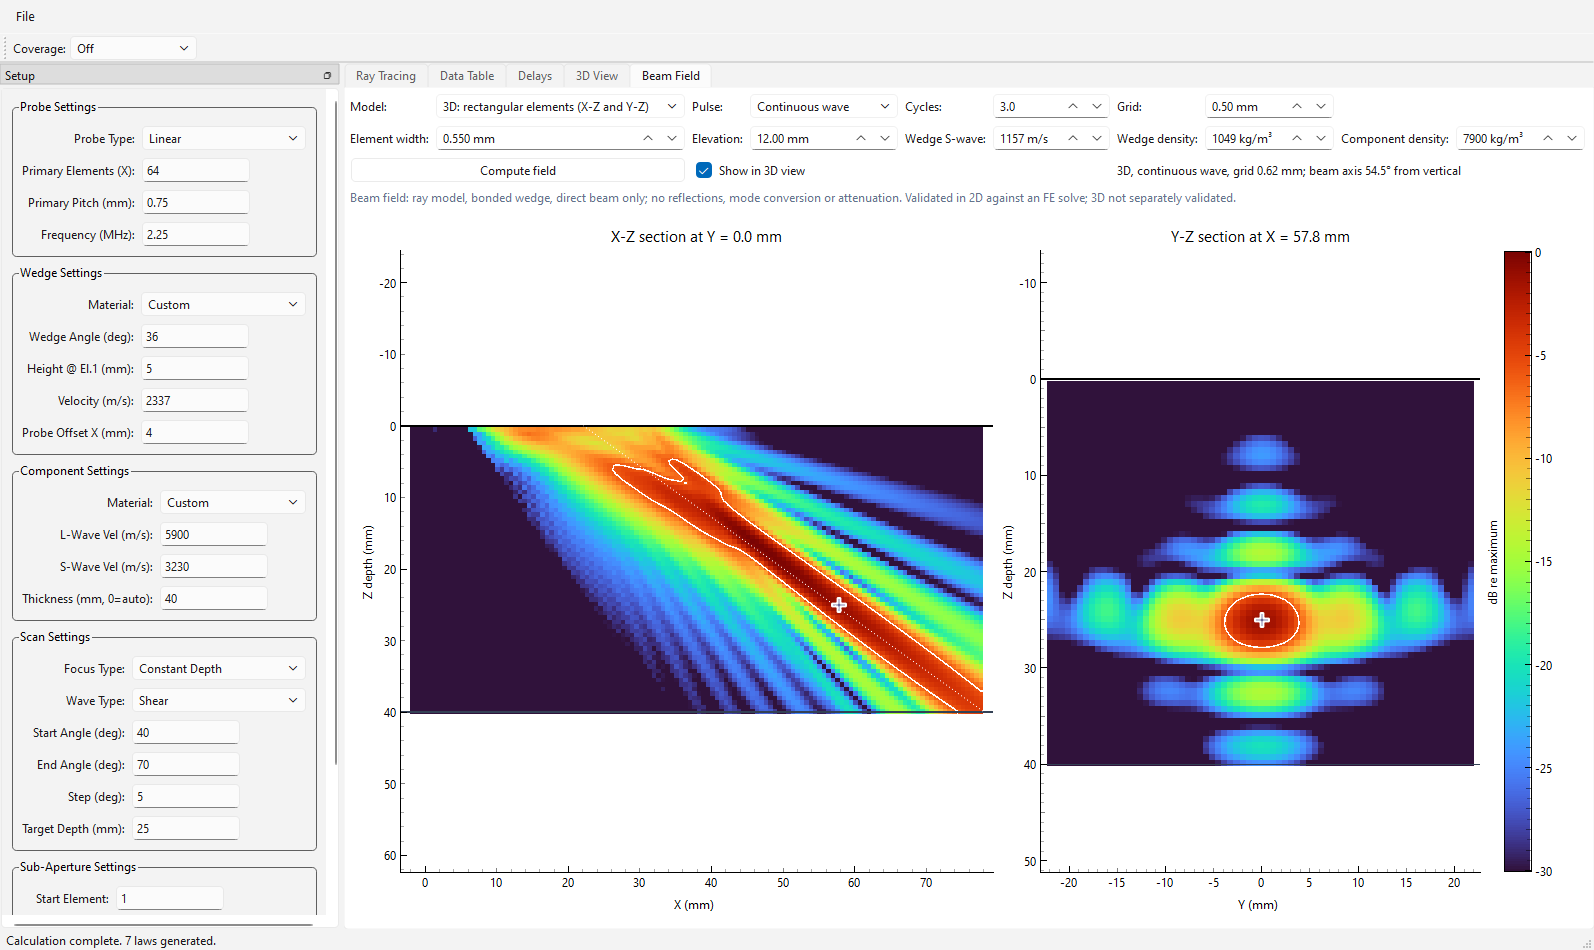 File
Coverage: Off
Setup
Ray Tracing Data Table Delays 3D View Beam Field
Probe Settings
Probe Type: Linear
Primary Elements (X): 64
Primary Pitch (mm): 0.75
Frequency (MHz): 2.25
Wedge Settings
Material: Custom
Wedge Angle (deg): 36
Height @ El.1 (mm): 5
Velocity (m/s): 2337
Probe Offset X (mm): 4
Component Settings
Material: Custom
L-Wave Vel (m/s): 5900
S-Wave Vel (m/s): 3230
Thickness (mm, 0=auto): 40
Scan Settings
Focus Type: Constant Depth
Wave Type: Shear
Start Angle (deg): 40
End Angle (deg): 70
Step (deg): 5
Target Depth (mm): 25
Sub-Aperture Settings
Start Element: 1
Model: 3D: rectangular elements (X-Z and Y-Z) Pulse: Continuous wave Cycles: 3.0 Grid: 0.50 mm
Element width: 0.550 mm Elevation: 12.00 mm Wedge S-wave: 1157 m/s Wedge density: 1049 kg/m³ Component density: 7900 kg/m³
Compute field Show in 3D view 3D, continuous wave, grid 0.62 mm; beam axis 54.5° from vertical
Beam field: ray model, bonded wedge, direct beam only; no reflections, mode conversion or attenuation. Validated in 2D against an FE solve; 3D not separately validated.
X-Z section at Y = 0.0 mm
-20
-10
0
10
20
30
40
50
60
Z depth (mm)
0 10 20 30 40 50 60 70
X (mm)
Y-Z section at X = 57.8 mm
-10
0
10
20
30
40
50
Z depth (mm)
-20 -15 -10 -5 0 5 10 15 20
Y (mm)
0
-5
-10
-15
-20
-25
-30
dB re maximum
Calculation complete. 7 laws generated.